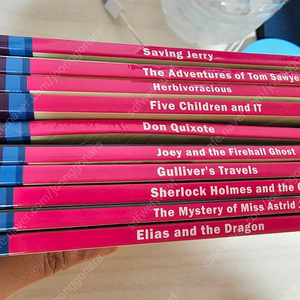 Saving Jerry
The Adventures of Tom Sawye
Herbivoracious
Five Children and IT
Don Quixote
Joey and the Firehall Ghost
Gulliver's Travels
Sherlock Holmes and the
The Mystery of Miss Astrid
Elias and the Dragon